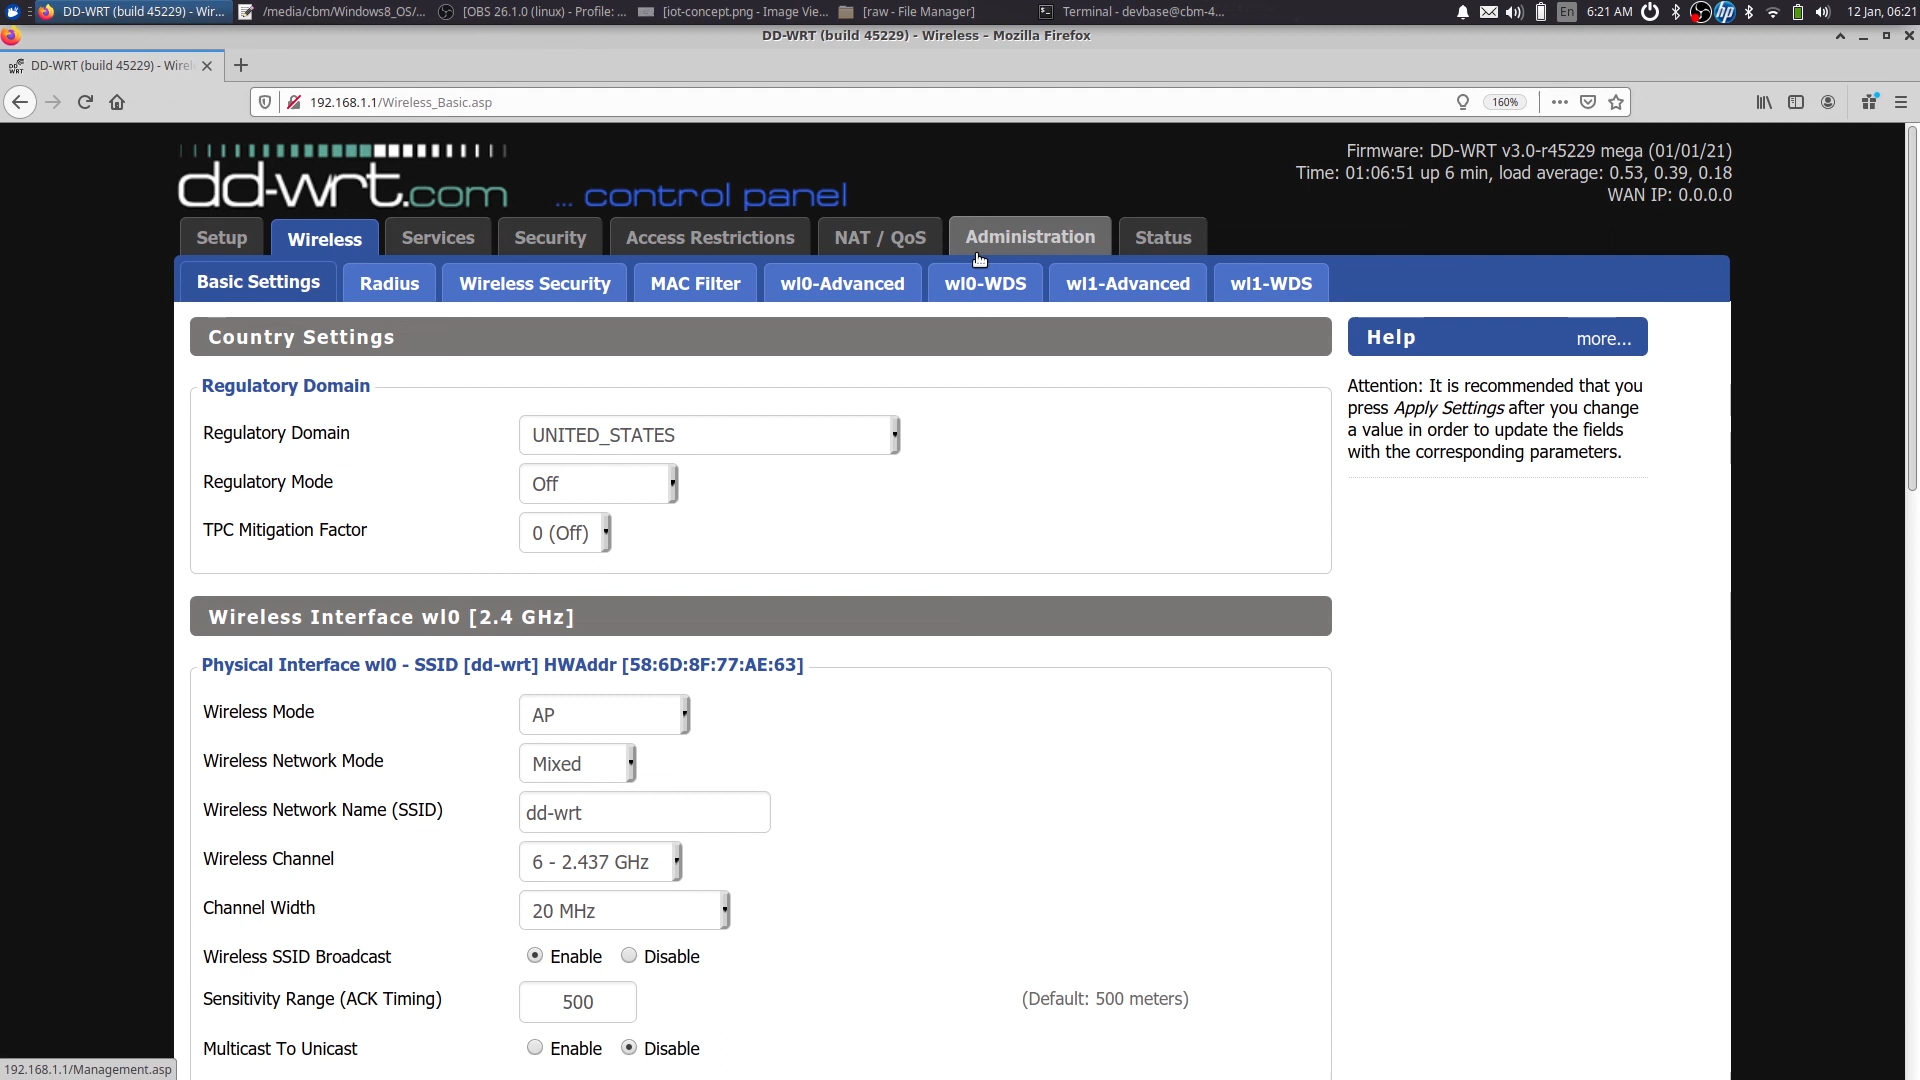 DD-WRT (build 45229) - Wir...
/media/cbm/Windows8_OS/...
[OBS 26.1.0 (linux) - Profile: ...
[iot-concept.png - Image Vie...
[raw - File Manager]
Terminal - devbase@cbm-4...
En
6:21 AM
hp
12 Jan, 06:21
DD-WRT (build 45229) - Wireless - Mozilla Firefox
DD-WRT (build 45229) - Wirel
192.168.1.1/Wireless_Basic.asp
160%
dd-wrt.com
... control panel
Firmware: DD-WRT v3.0-r45229 mega (01/01/21)
Time: 01:06:51 up 6 min, load average: 0.53, 0.39, 0.18
WAN IP: 0.0.0.0
Setup
Wireless
Services
Security
Access Restrictions
NAT / QoS
Administration
Status
Basic Settings
Radius
Wireless Security
MAC Filter
wl0-Advanced
wl0-WDS
wl1-Advanced
wl1-WDS
Country Settings
Help
more...
Regulatory Domain
Regulatory Domain
UNITED_STATES
Regulatory Mode
Off
TPC Mitigation Factor
0 (Off)
Attention: It is recommended that you
press Apply Settings after you change
a value in order to update the fields
with the corresponding parameters.
Wireless Interface wl0 [2.4 GHz]
Physical Interface wl0 - SSID [dd-wrt] HWAddr [58:6D:8F:77:AE:63]
Wireless Mode
AP
Wireless Network Mode
Mixed
Wireless Network Name (SSID)
dd-wrt
Wireless Channel
6 - 2.437 GHz
Channel Width
20 MHz
Wireless SSID Broadcast
Enable
Disable
Sensitivity Range (ACK Timing)
500
(Default: 500 meters)
Multicast To Unicast
Enable
Disable
192.168.1.1/Management.asp